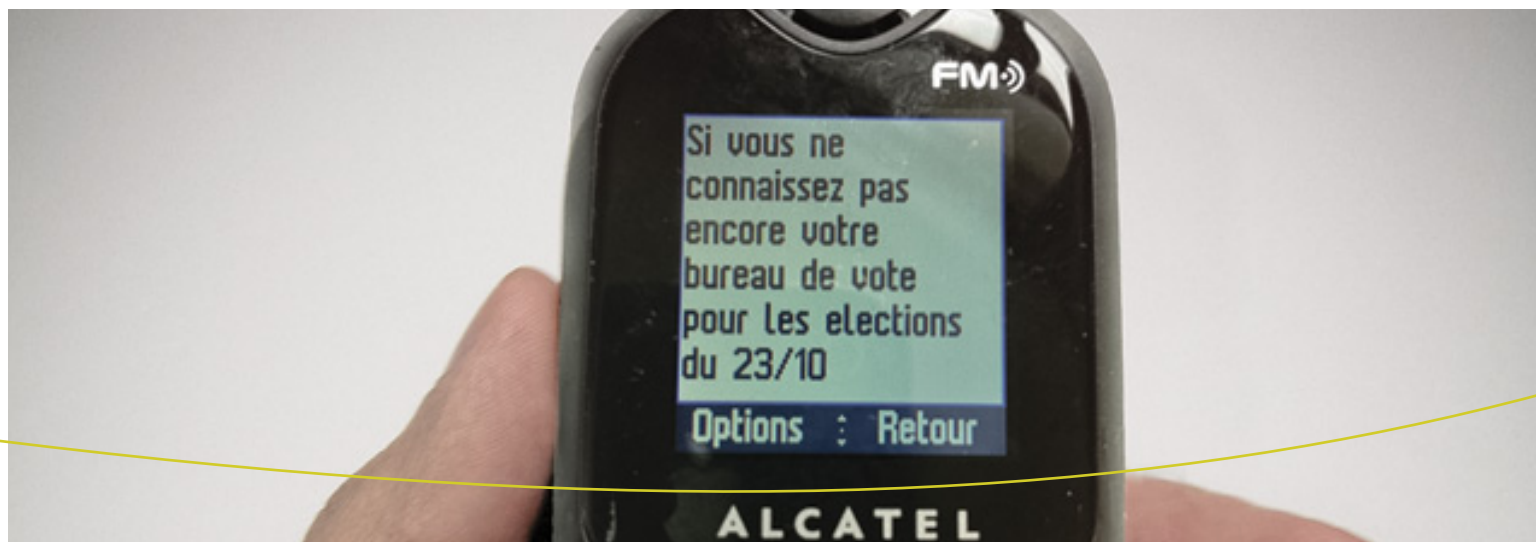 FM
Si vous ne
connaissez pas
encore votre
bureau de vote
pour les elections
du 23/10
Options Retour
ALCATEL